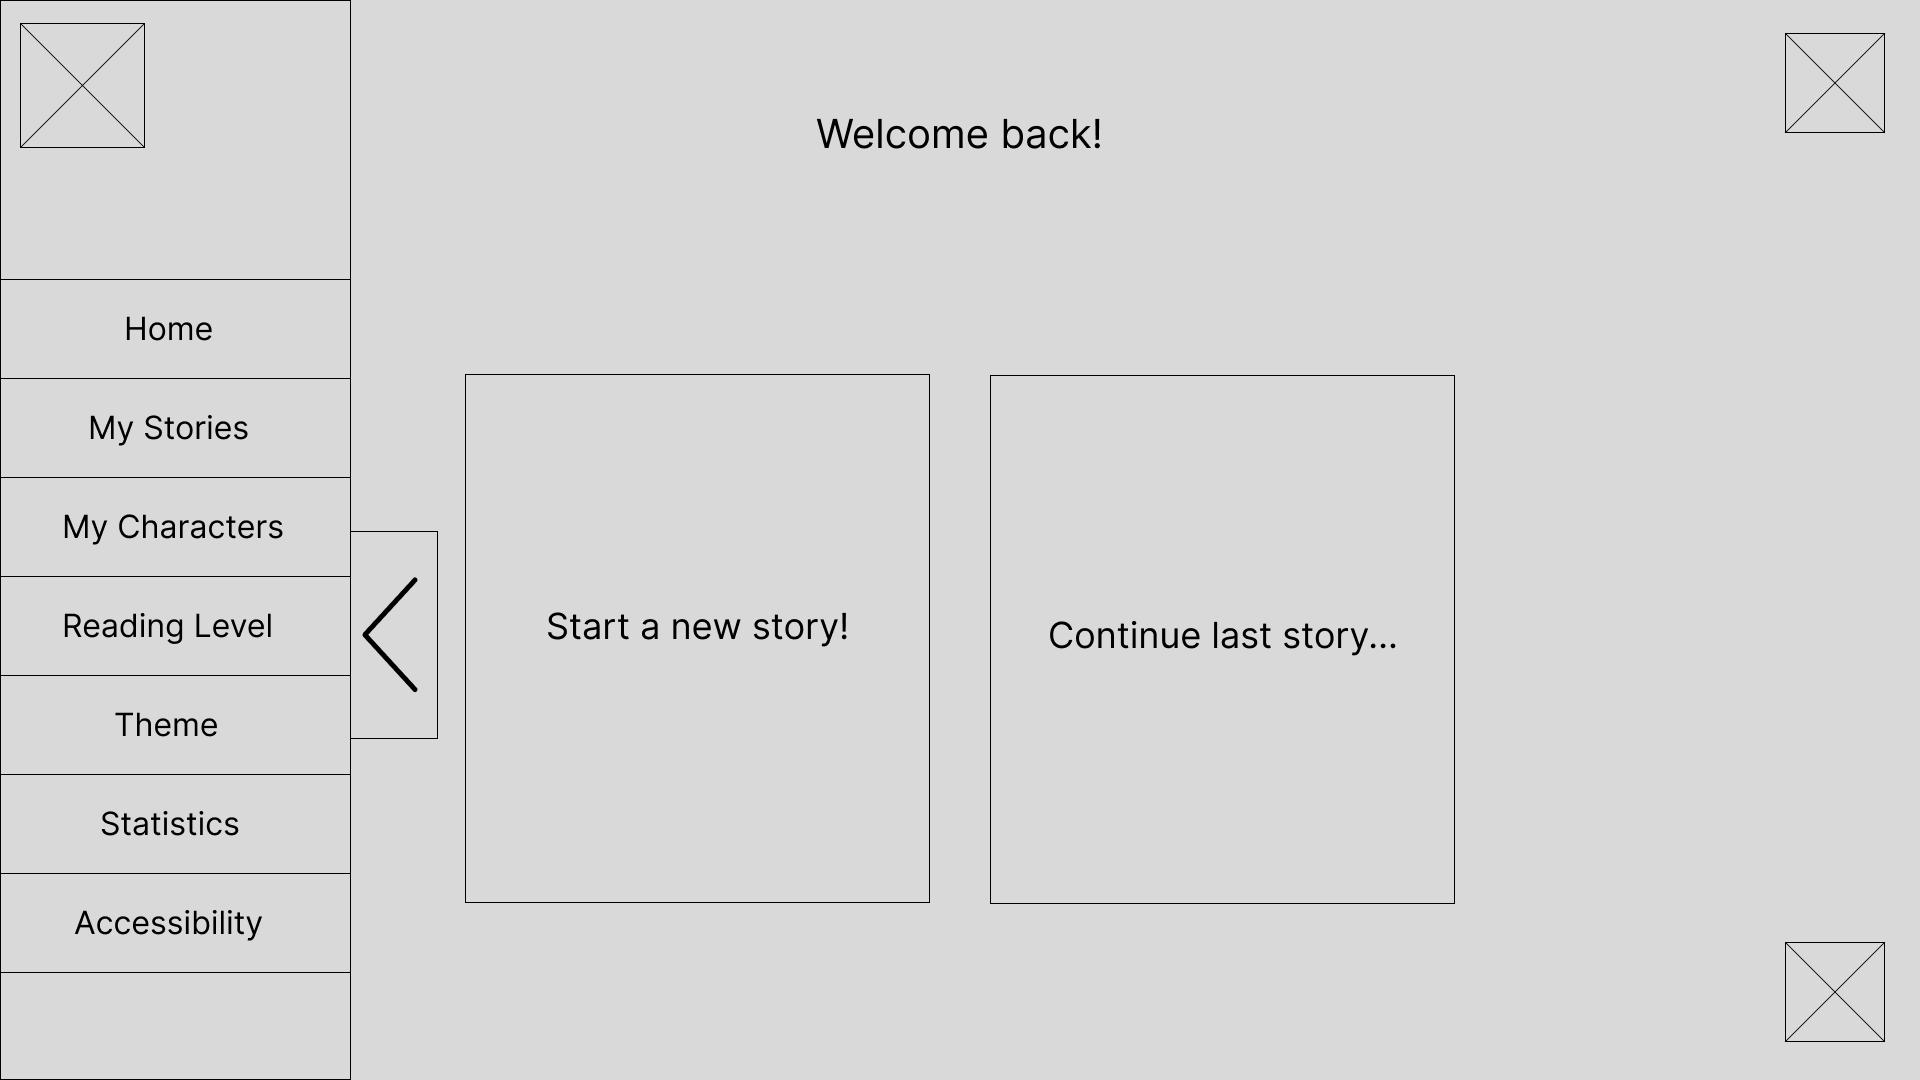 Welcome back!
Home
My Stories
My Characters
Reading Level
Theme
Statistics
Accessibility
Start a new story!
Continue last story...